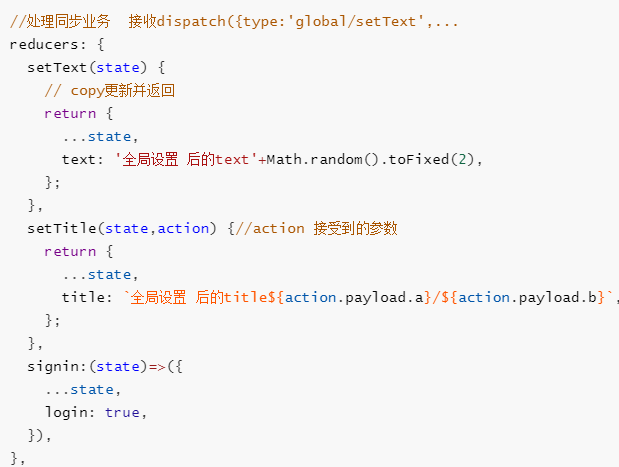 //处理同步业务  接收dispatch({type:'global/setText',...
reducers: {
  setText(state) {
    // copy更新并返回
    return {
      ...state,
      text: '全局设置 后的text'+Math.random().toFixed(2),
    };
  },
  setTitle(state,action) {//action 接受到的参数
    return {
      ...state,
      title: `全局设置 后的title${action.payload.a}/${action.payload.b}`,
    };
  },
  signin:(state)=>({
    ...state,
    login: true,
  }),
},